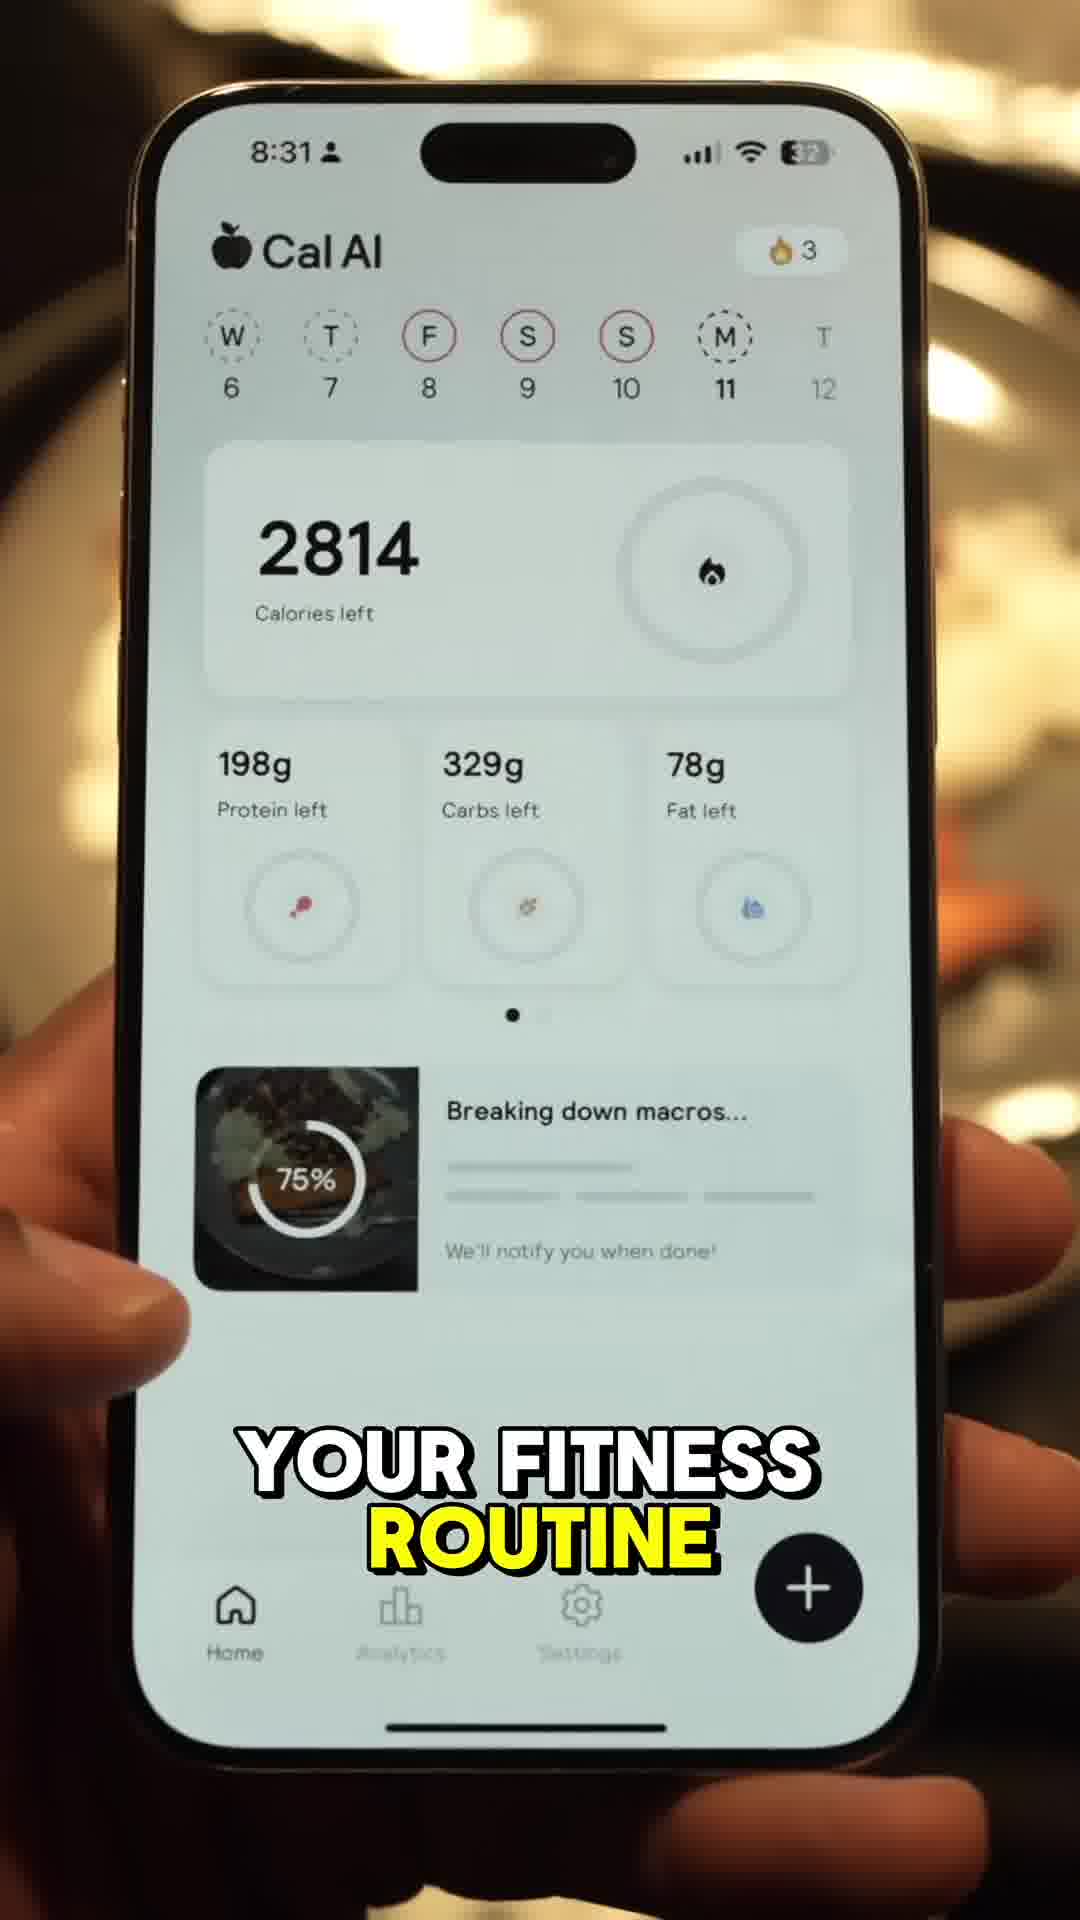 8:31
32
Cal AI
3
W T F S S M T
6 7 8 9 10 11 12
2814
Calories left
198g 329g 78g
Protein left Carbs left Fat left
75%
Breaking down macros...
We'll notify you when done!
YOUR FITNESS
ROUTINE
Home Analytics Settings